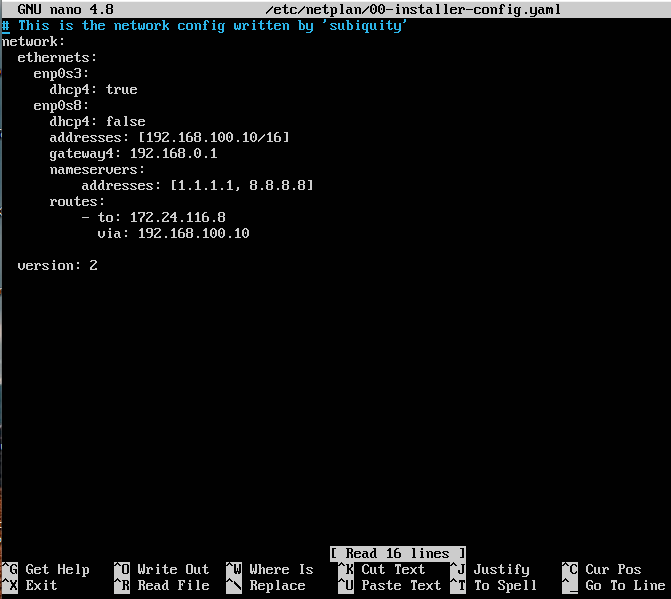 GNU nano 4.8 /etc/netplan/00-installer-config.yaml
# This is the network config written by 'subiquity'
network:
  ethernets:
    enp0s3:
      dhcp4: true
    enp0s8:
      dhcp4: false
      addresses: [192.168.100.10/16]
      gateway4: 192.168.0.1
      nameservers:
          addresses: [1.1.1.1, 8.8.8.8]
      routes:
          - to: 172.24.116.8
            via: 192.168.100.10
  version: 2
[ Read 16 lines ]
^G Get Help ^O Write Out ^W Where Is ^K Cut Text ^J Justify ^C Cur Pos
^X Exit ^R Read File ^\ Replace ^U Paste Text ^T To Spell ^_ Go To Line